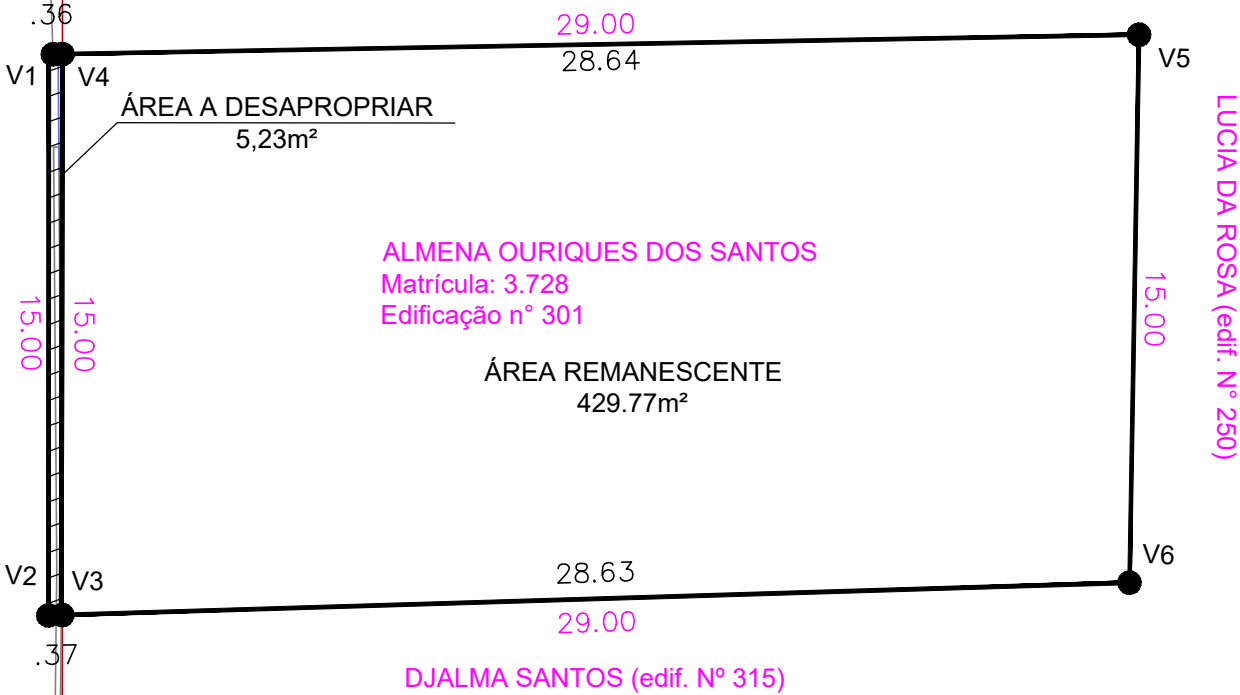 .36
29.00
28.64
V1
V4
V5
ÁREA A DESAPROPRIAR
5,23m²
LUCIA DA ROSA (edif. N° 250)
ALMENA OURIQUES DOS SANTOS
Matrícula: 3.728
Edificação n° 301
15.00
15.00
15.00
ÁREA REMANESCENTE
429.77m²
V2
V3
V6
28.63
29.00
.37
DJALMA SANTOS (edif. Nº 315)